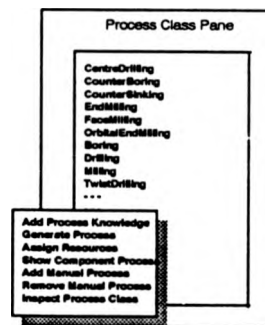 Process Class Pane
CentreDrilling
CounterBoring
CounterSinking
EndMilling
FaceMilling
OrbitalEndMilling
Boring
Drilling
Milling
TwistDrilling
- - -
Add Process Knowledge
Generate Process
Assign Resources
Show Component Process
Add Manual Process
Remove Manual Process
Inspect Process Class